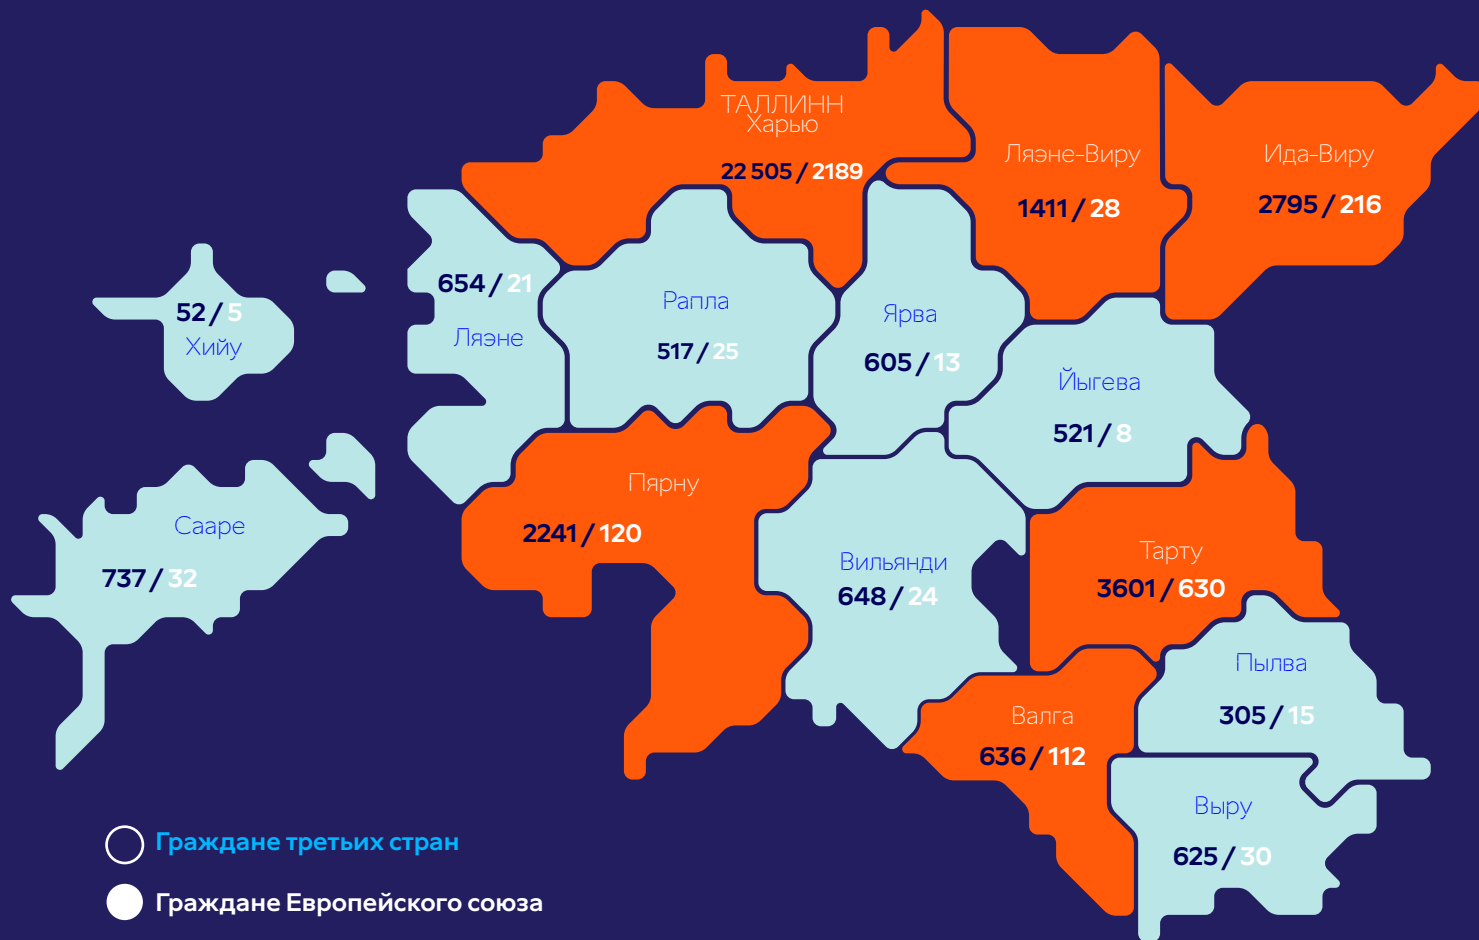 ТАЛЛИНН
Харью
22 505 / 2189
Ляэне-Виру
1411 / 28
Ида-Виру
2795 / 216
654 / 21
Ляэне
52 / 5
Хийу
Рапла
517 / 25
Ярва
605 / 13
Йыгева
521 / 8
Пярну
2241 / 120
Сааре
737 / 32
Вильянди
648 / 24
Тарту
3601 / 630
Пылва
305 / 15
Валга
636 / 112
Выру
625 / 30
Граждане третьих стран
Граждане Европейского союза